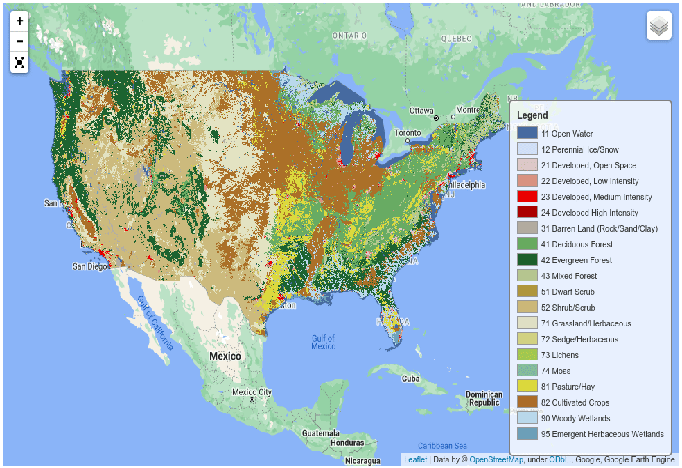 +
−
ONTARIO
QUEBEC
AND LABRADOR
Ottawa
Montre
Toronto
NB
Philadelphia
San
San Diego
Gulf of California
Gulf of
Mexico
Mexico
Mexico City
Cuba
Dominican
Republic
Guatemala
Honduras
Nicaragua
Caribbean Sea
Legend
11 Open Water
12 Perennial Ice/Snow
21 Developed, Open Space
22 Developed, Low Intensity
23 Developed, Medium Intensity
24 Developed High Intensity
31 Barren Land (Rock/Sand/Clay)
41 Deciduous Forest
42 Evergreen Forest
43 Mixed Forest
51 Dwarf Scrub
52 Shrub/Scrub
71 Grassland/Herbaceous
72 Sedge/Herbaceous
73 Lichens
74 Moss
81 Pasture/Hay
82 Cultivated Crops
90 Woody Wetlands
95 Emergent Herbaceous Wetlands
Leaflet | Data by © OpenStreetMap, under ODbL, Google, Google Earth Engine